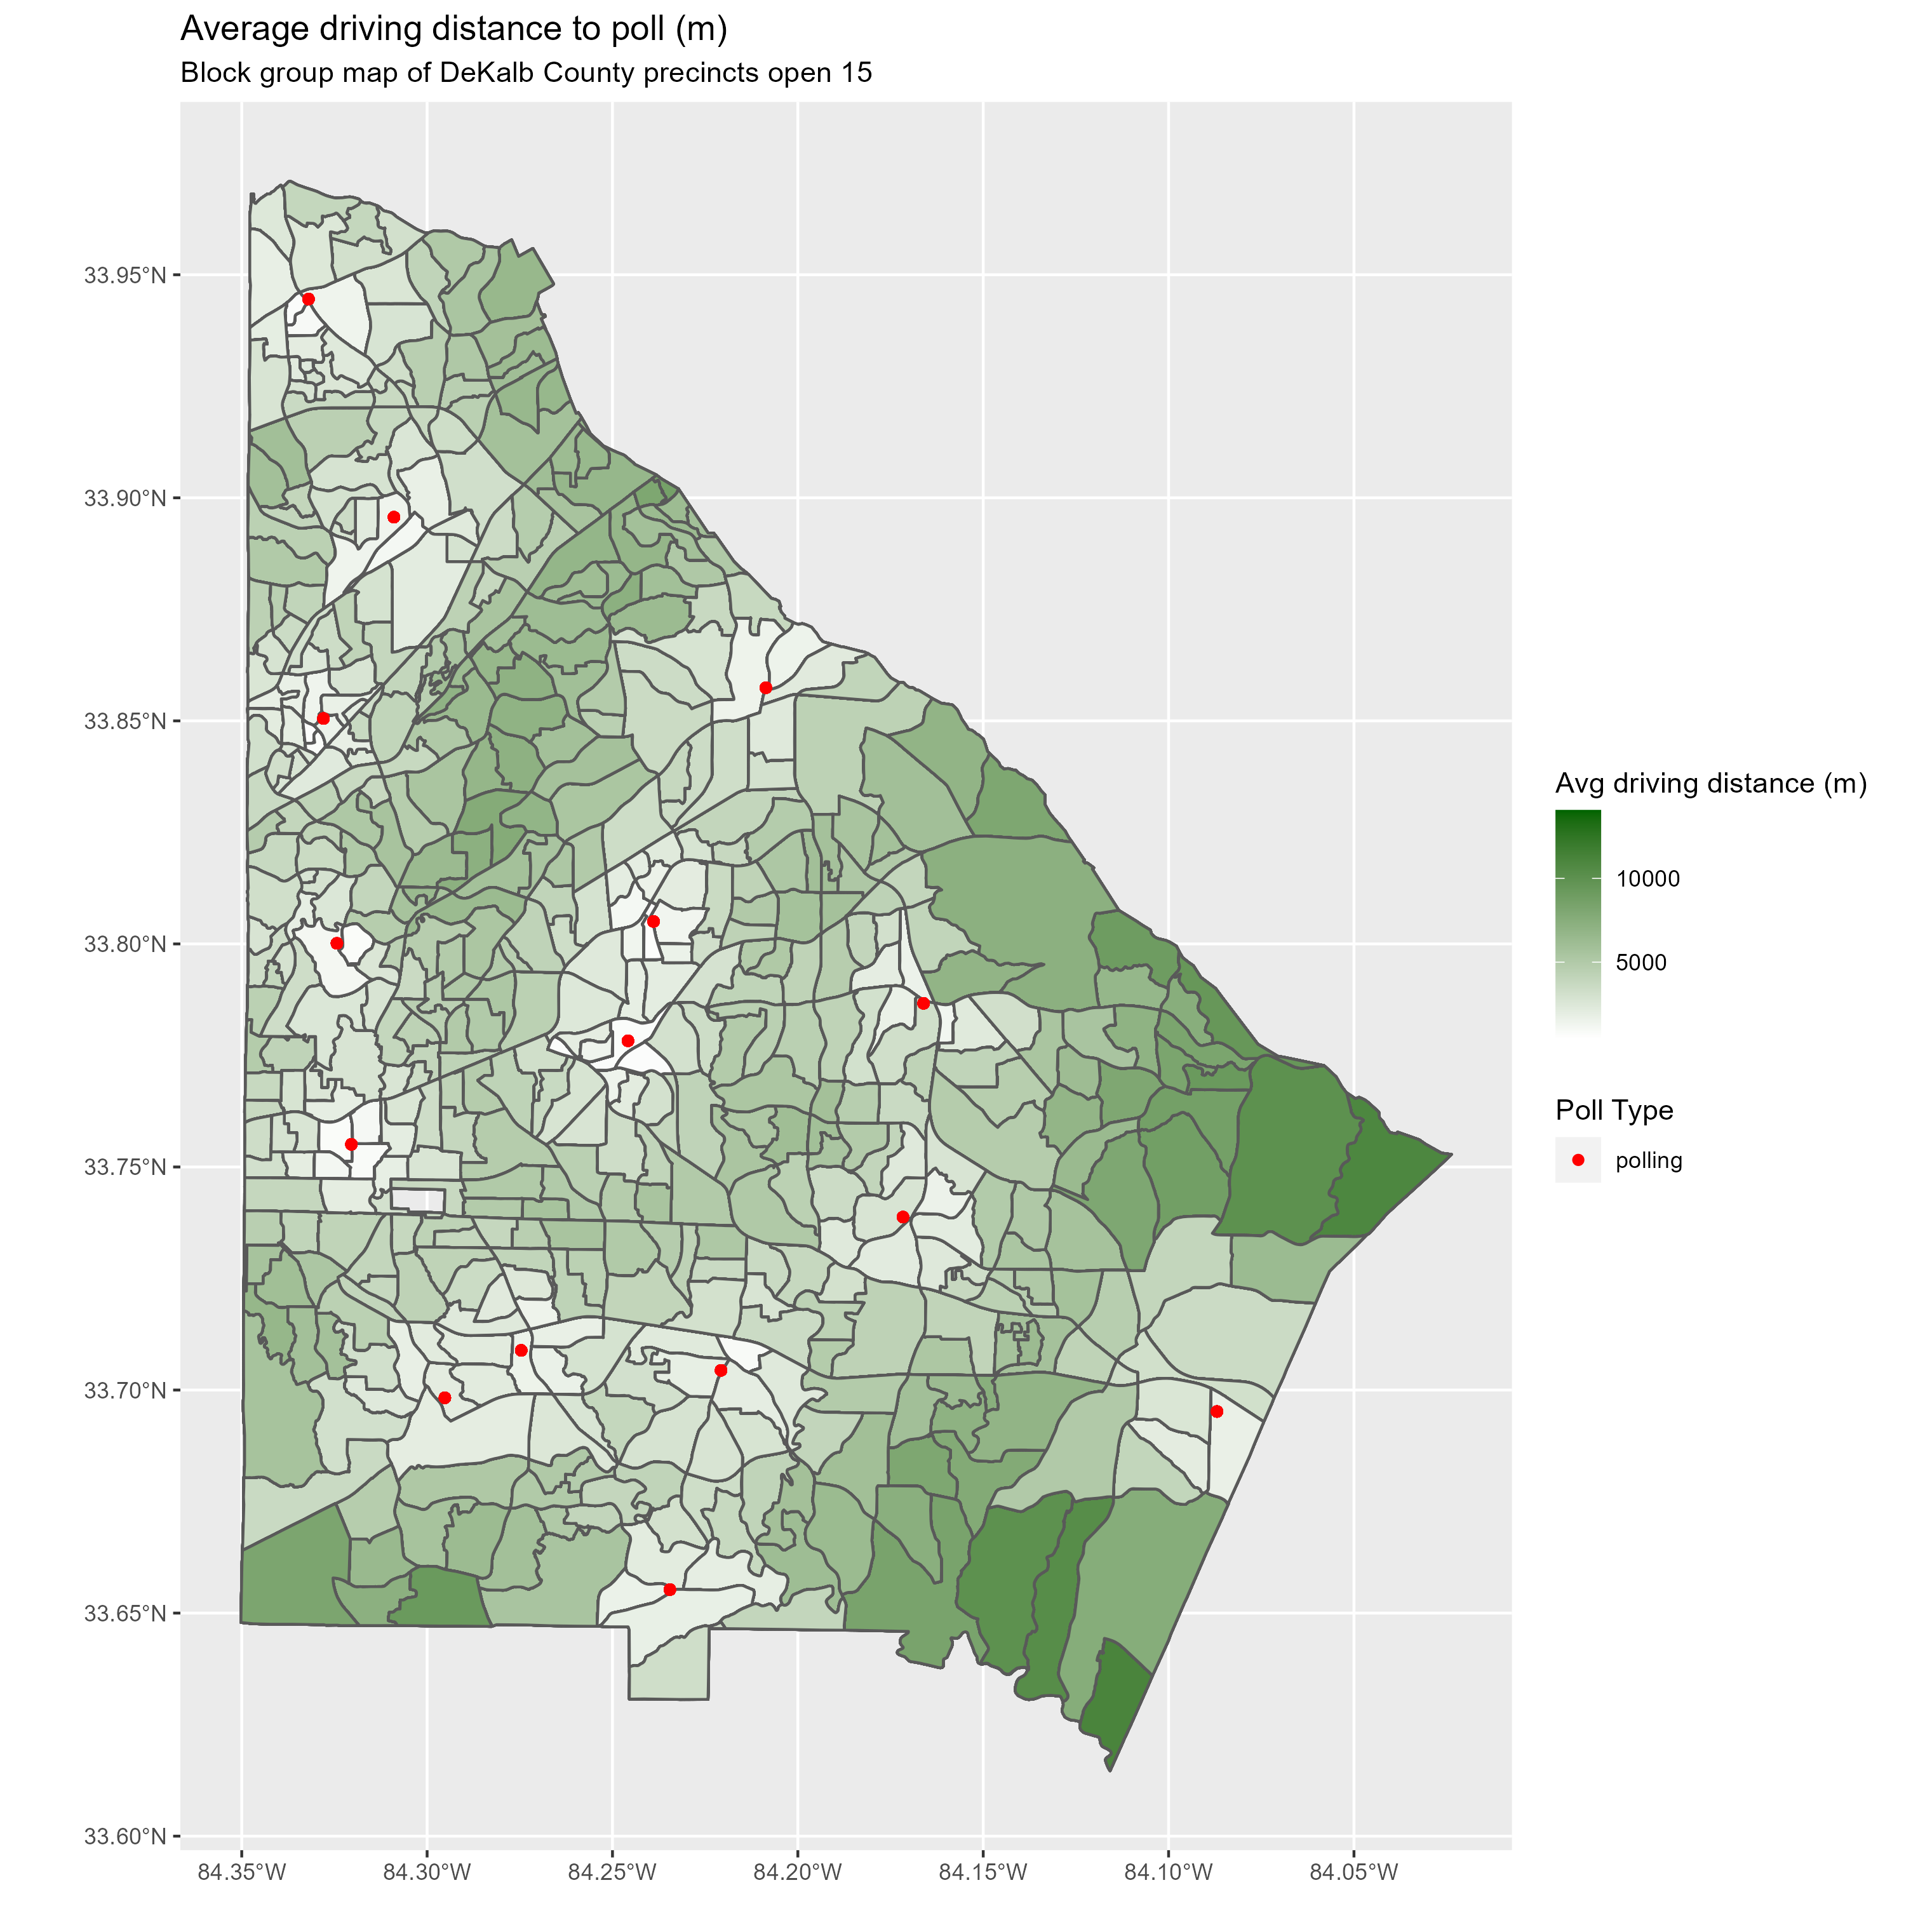 Average driving distance to poll (m)
Block group map of DeKalb County precincts open 15
33.95°N
33.90°N
33.85°N
33.80°N
33.75°N
33.70°N
33.65°N
33.60°N
84.35°W
84.30°W
84.25°W
84.20°W
84.15°W
84.10°W
84.05°W
Avg driving distance (m)
10000
5000
Poll Type
polling